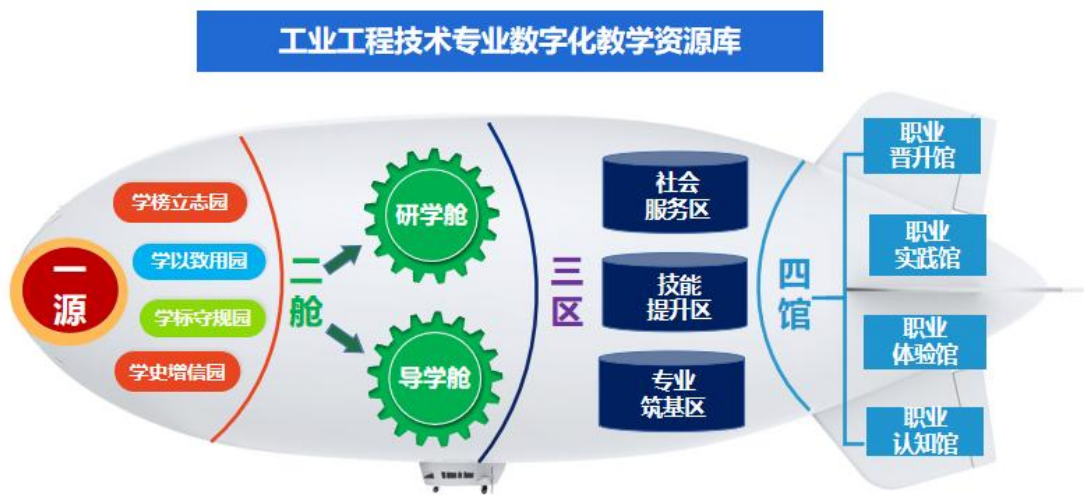 工业工程技术专业数字化教学资源库
一
源
学榜立志园
学以致用园
学标守规园
学史增信园
二
舱
研学舱
导学舱
三
区
社会
服务区
技能
提升区
专业
筑基区
四
馆
职业
晋升馆
职业
实践馆
职业
体验馆
职业
认知馆